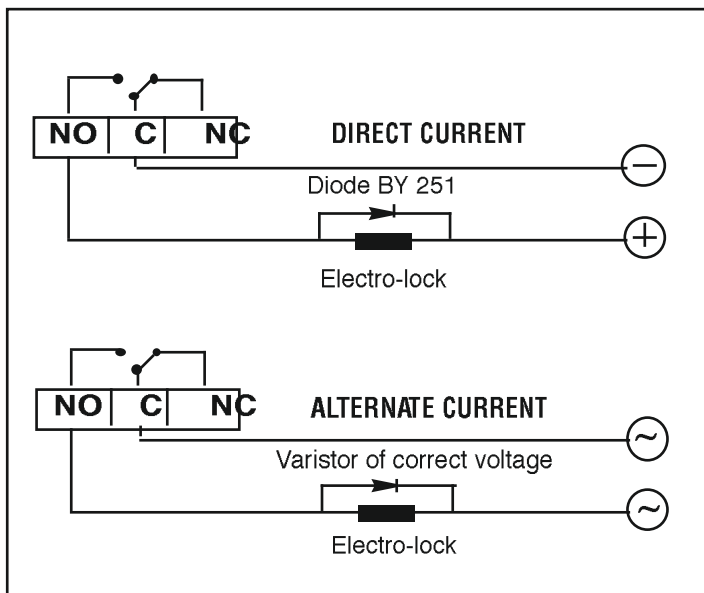 NO C NC
DIRECT CURRENT
−
Diode BY 251
+
Electro-lock
NO C NC
ALTERNATE CURRENT
~
Varistor of correct voltage
~
Electro-lock